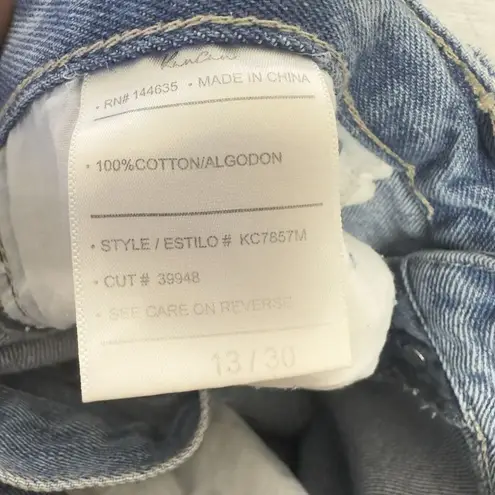 • RN# 144635 • MADE IN CHINA
• 100%COTTON/ALGODON
• STYLE / ESTILO # KC7857M
• CUT # 39948
• SEE CARE ON REVERSE
13 / 30